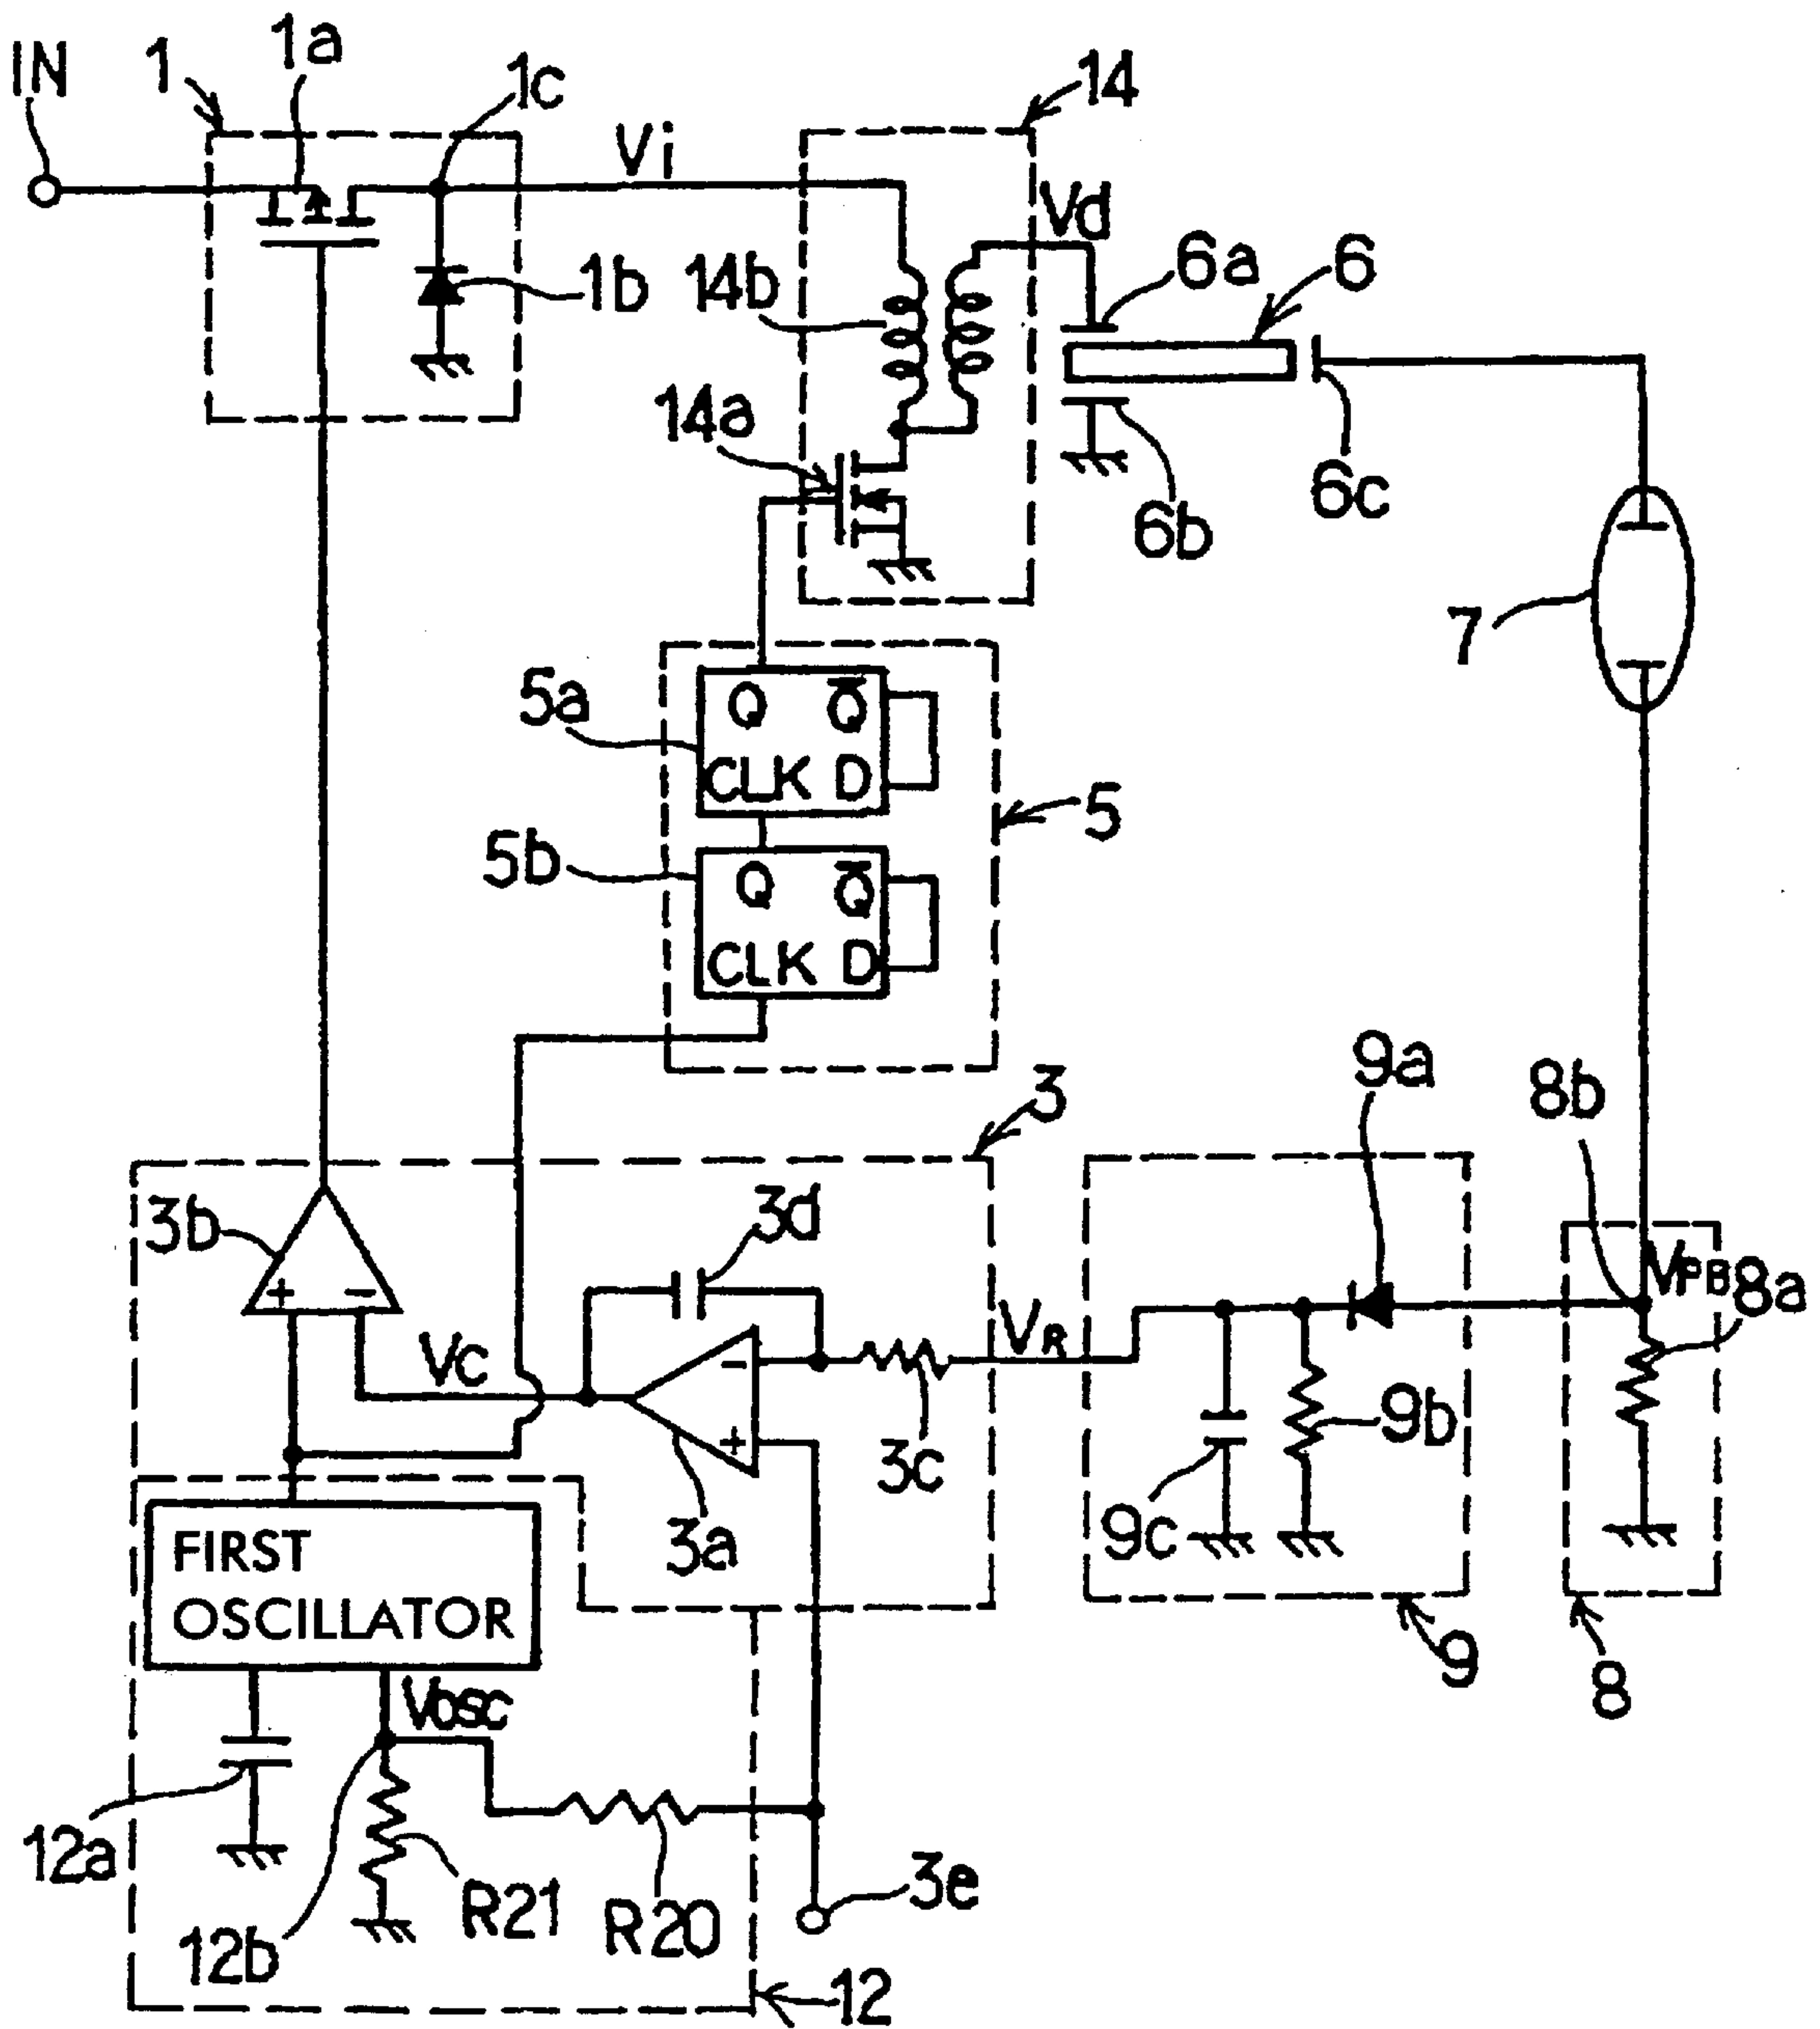 IN
1
1a
1c
Vi
14
Vd
6a
6
1b
14b
14a
6b
6c
7
5a
Q Q̅
CLK D
5
5b
Q Q̅
CLK D
3
9a
8b
3b
3d
+ −
VPB
8a
VR
Vc
−
+
3c
9b
3a
9c
FIRST
OSCILLATOR
9
8
Vosc
12a
R21
R20
3e
12b
12